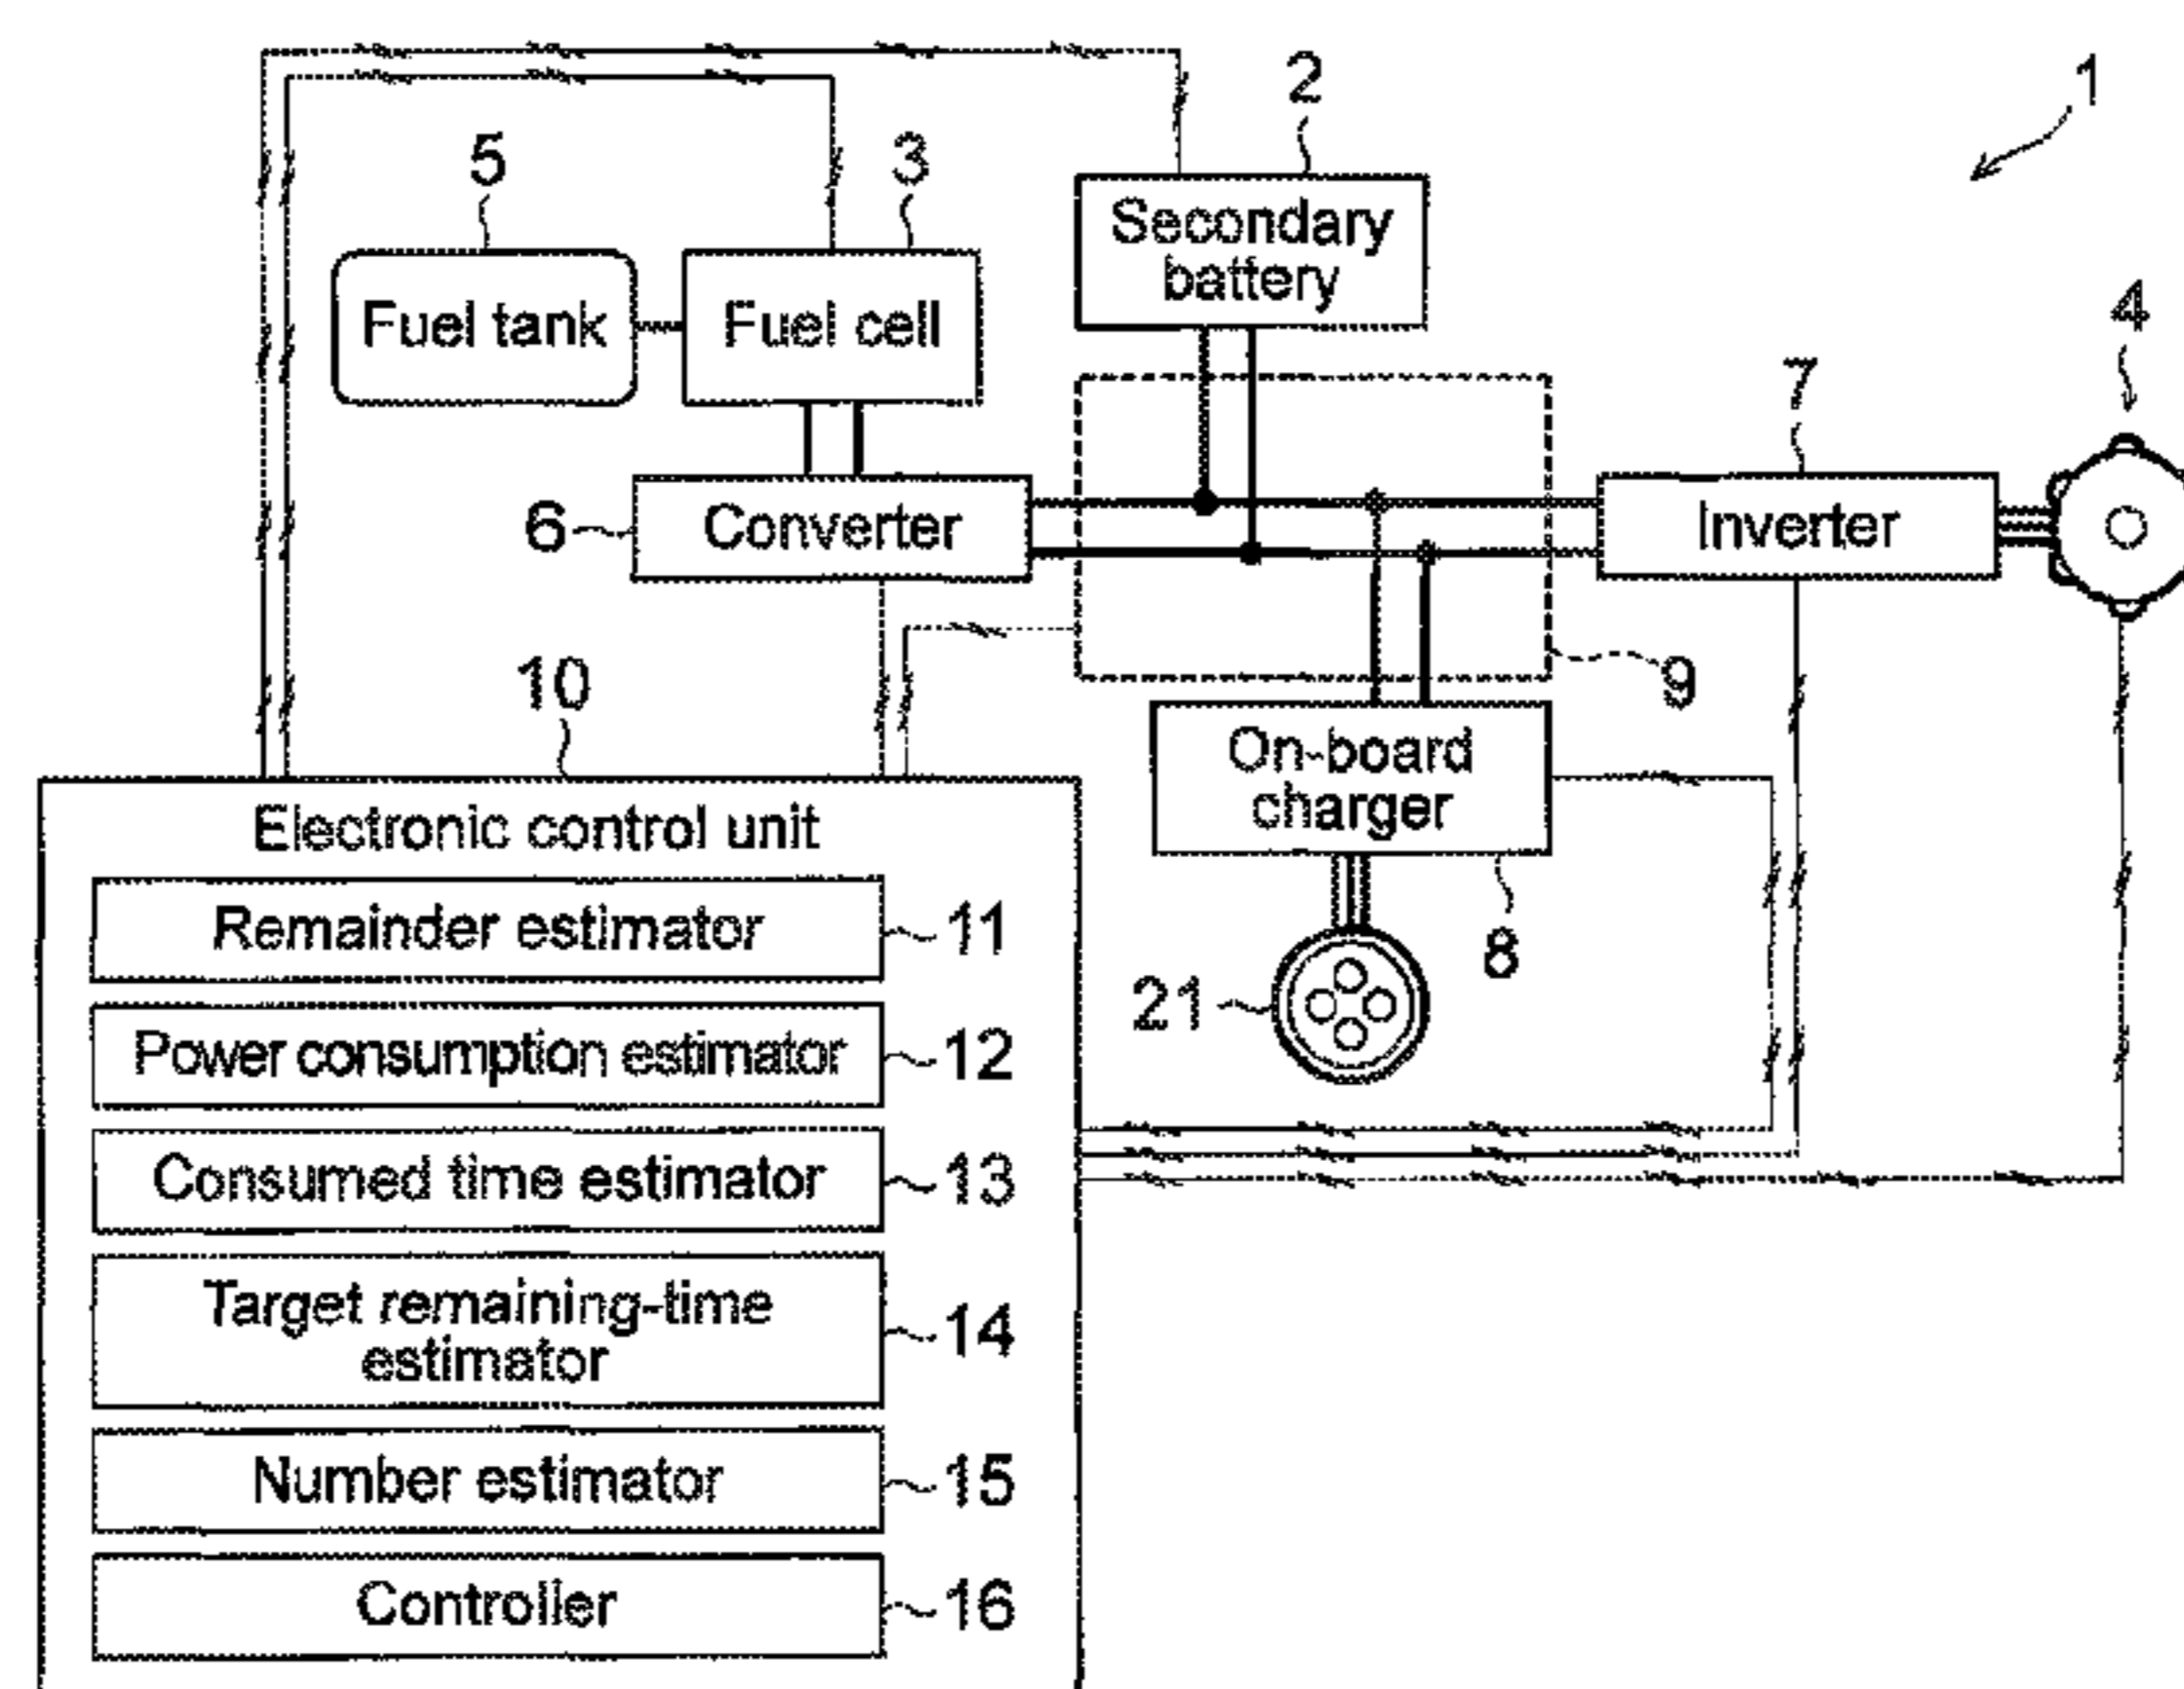 1
2
5
3
Secondary
battery
4
Fuel tank
Fuel cell
7
6
Converter
Inverter
10
9
On-board
charger
Electronic control unit
Remainder estimator
11
8
21
Power consumption estimator
12
Consumed time estimator
13
Target remaining-time
estimator
14
Number estimator
15
Controller
16